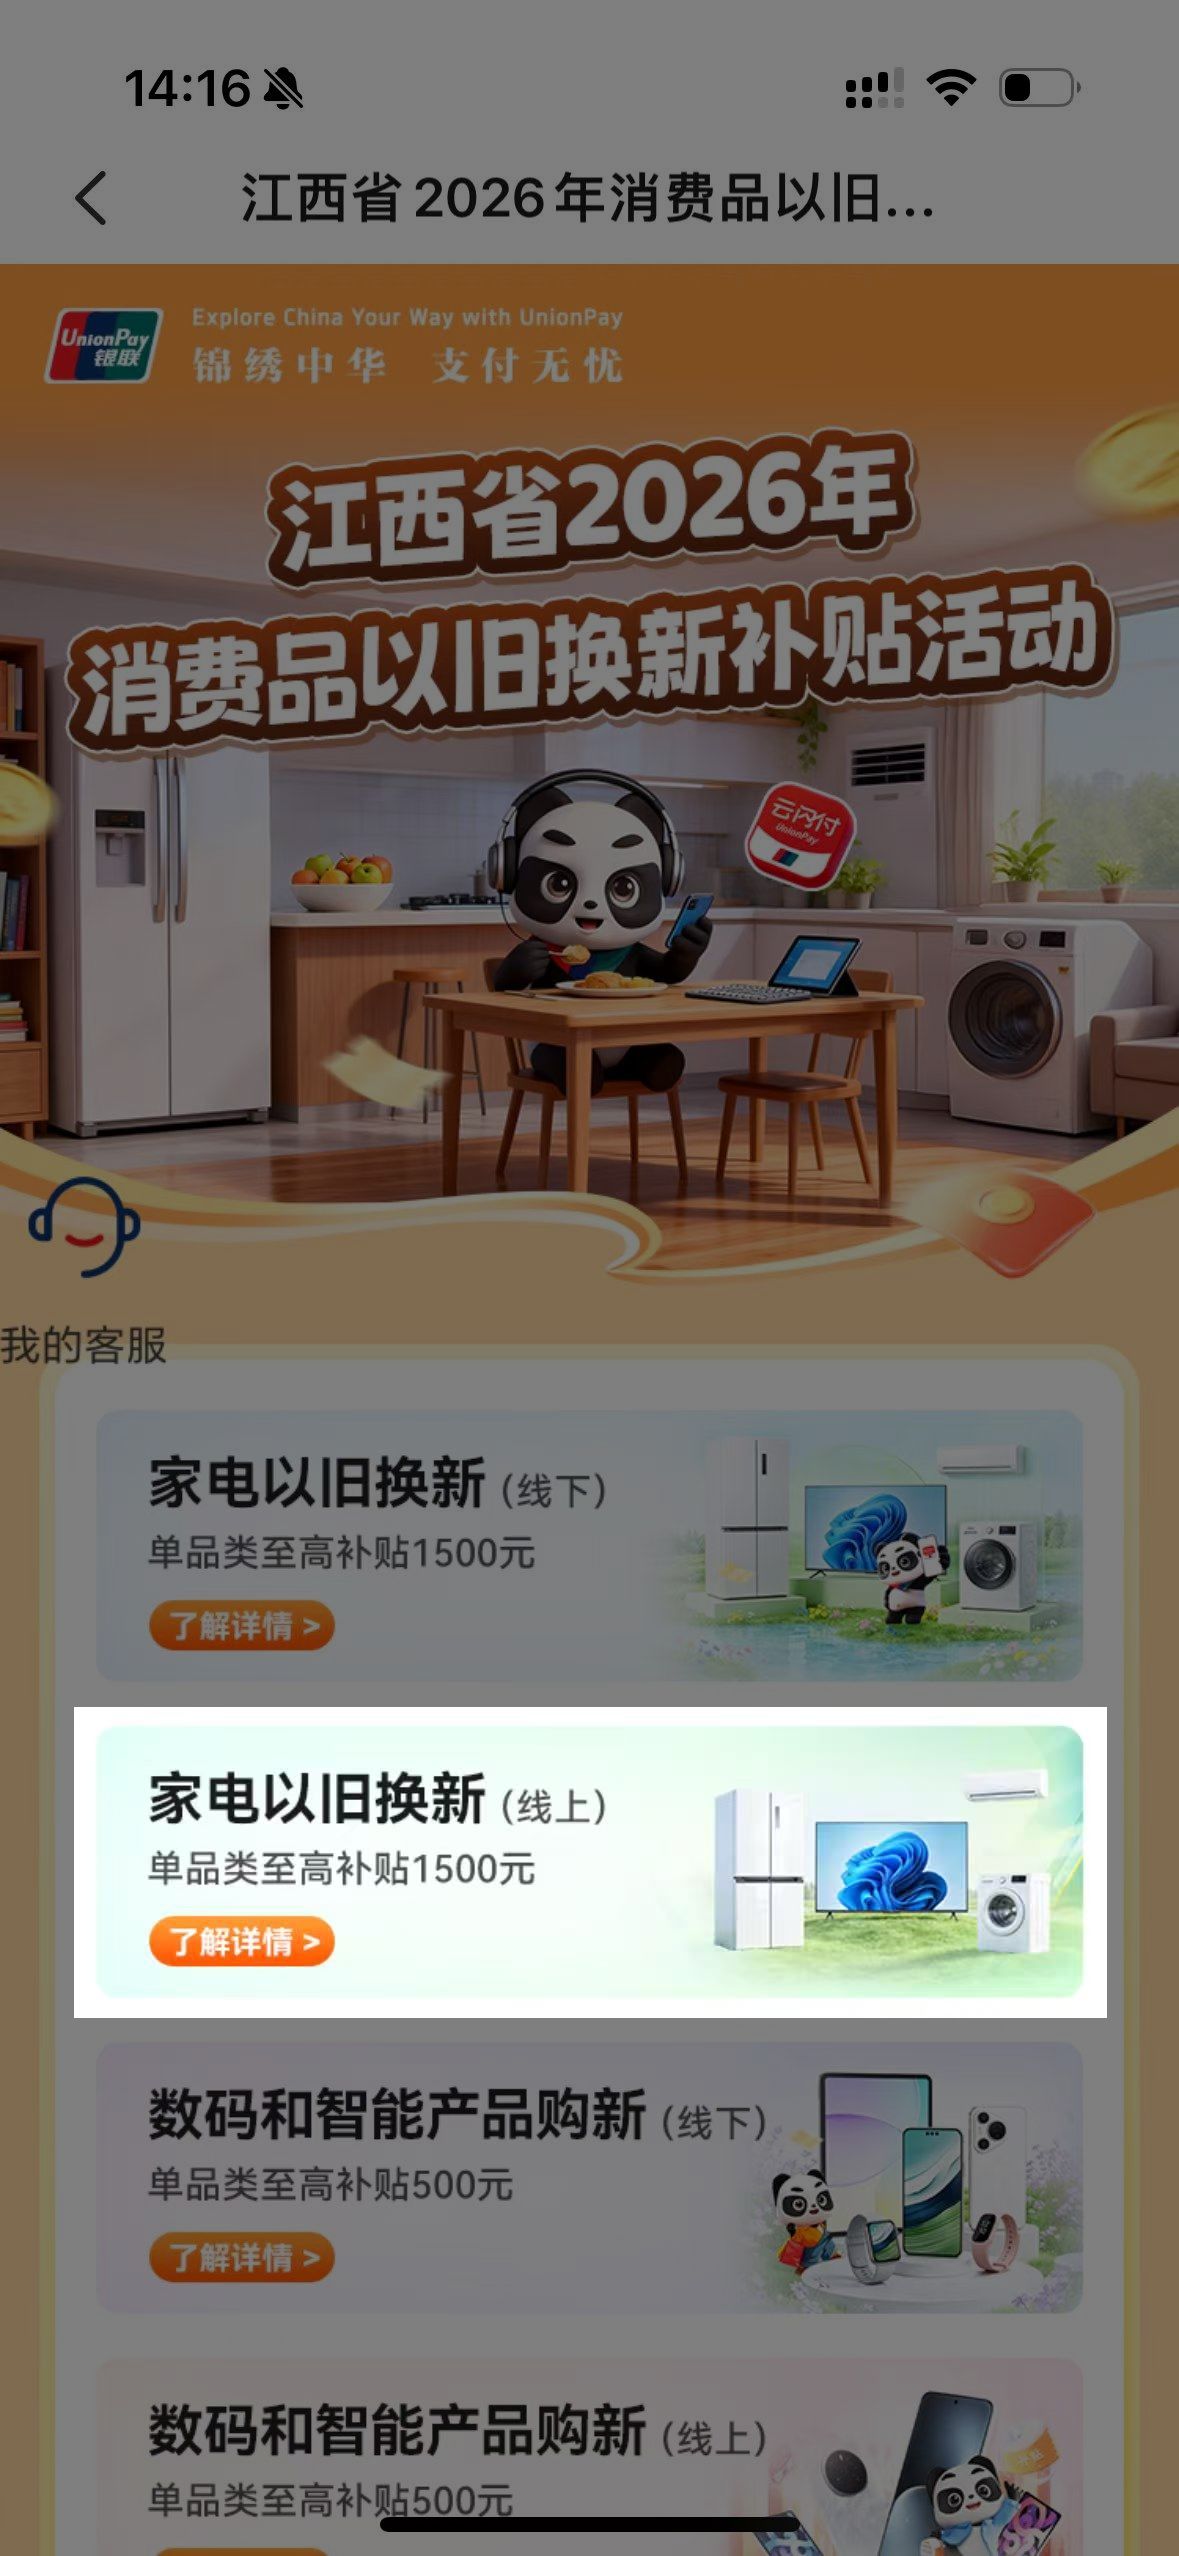 14:16
江西省2026年消费品以旧...
UnionPay
银联
Explore China Your Way with UnionPay
锦绣中华 支付无忧
江西省2026年
消费品以旧换新补贴活动
云闪付
UnionPay
我的客服
家电以旧换新 (线下)
单品类至高补贴1500元
了解详情 >
家电以旧换新 (线上)
单品类至高补贴1500元
了解详情 >
数码和智能产品购新 (线下)
单品类至高补贴500元
了解详情 >
数码和智能产品购新 (线上)
单品类至高补贴500元